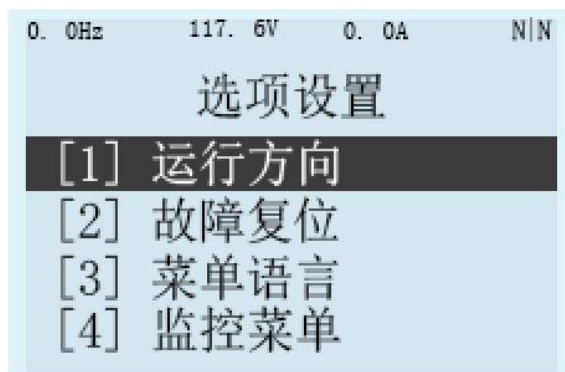 0. 0Hz 117. 6V 0. 0A N|N
选项设置
[1] 运行方向
[2] 故障复位
[3] 菜单语言
[4] 监控菜单